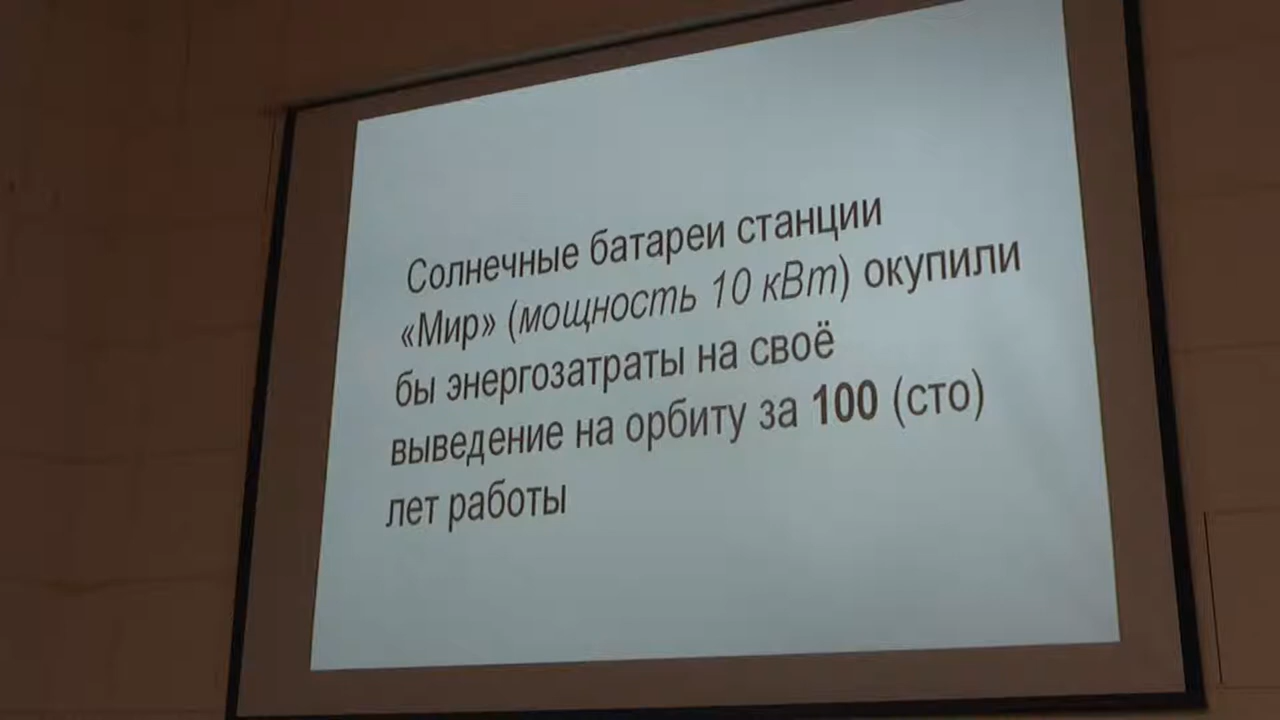 Солнечные батареи станции
«Мир» (мощность 10 кВт) окупили
бы энергозатраты на своё
выведение на орбиту за 100 (сто)
лет работы